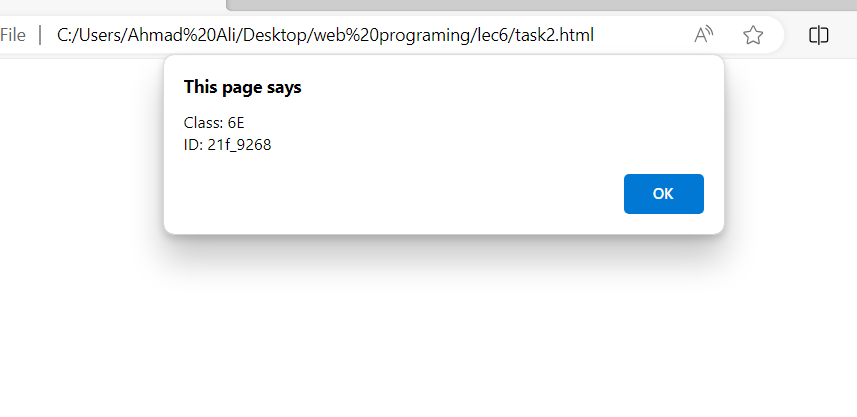 File | C:/Users/Ahmad%20Ali/Desktop/web%20programing/lec6/task2.html A
This page says
Class: 6E
ID: 21f_9268
OK